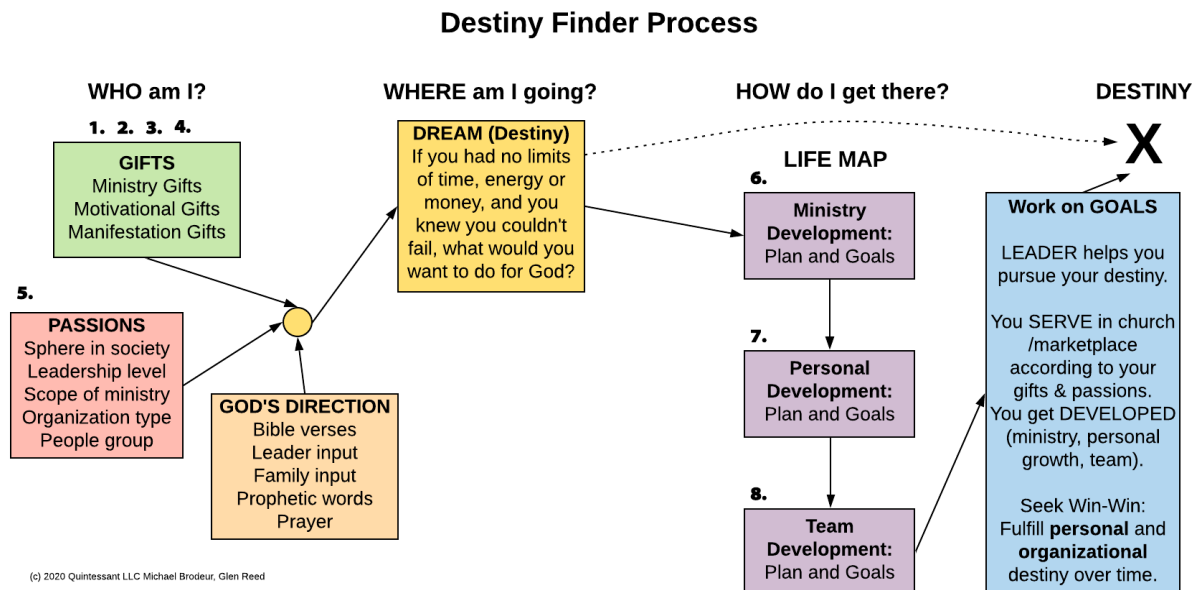 Destiny Finder Process
WHO am I?
1. 2. 3. 4.
GIFTS
Ministry Gifts
Motivational Gifts
Manifestation Gifts
5.
PASSIONS
Sphere in society
Leadership level
Scope of ministry
Organization type
People group
GOD'S DIRECTION
Bible verses
Leader input
Family input
Prophetic words
Prayer
WHERE am I going?
DREAM (Destiny)
If you had no limits
of time, energy or
money, and you
knew you couldn't
fail, what would you
want to do for God?
HOW do I get there?
LIFE MAP
6.
Ministry
Development:
Plan and Goals
7.
Personal
Development:
Plan and Goals
8.
Team
Development:
Plan and Goals
DESTINY
X
Work on GOALS
LEADER helps you
pursue your destiny.
You SERVE in church
/marketplace
according to your
gifts & passions.
You get DEVELOPED
(ministry, personal
growth, team).
Seek Win-Win:
Fulfill personal and
organizational
destiny over time.
(c) 2020 Quintessant LLC Michael Brodeur, Glen Reed